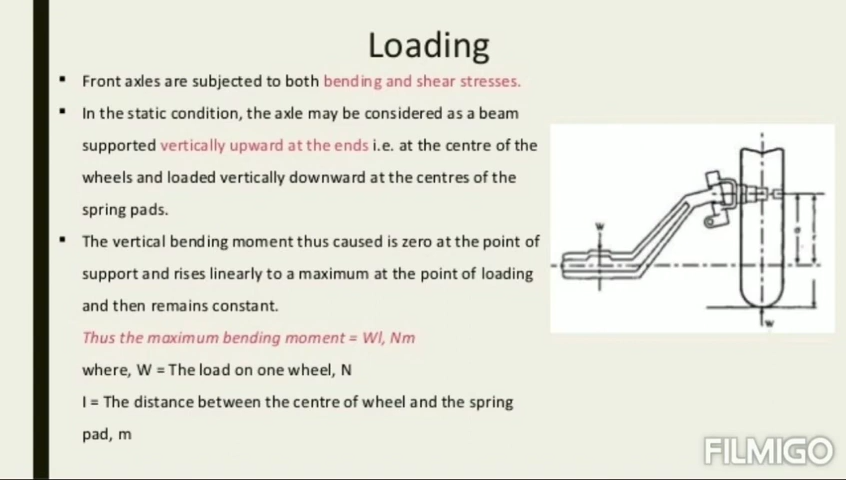 Loading
▪ Front axles are subjected to both bending and shear stresses.
▪ In the static condition, the axle may be considered as a beam
supported vertically upward at the ends i.e. at the centre of the
wheels and loaded vertically downward at the centres of the
spring pads.
▪ The vertical bending moment thus caused is zero at the point of
support and rises linearly to a maximum at the point of loading
and then remains constant.
Thus the maximum bending moment = Wl, Nm
where, W = The load on one wheel, N
l = The distance between the centre of wheel and the spring
pad, m
W
W
FILMIGO